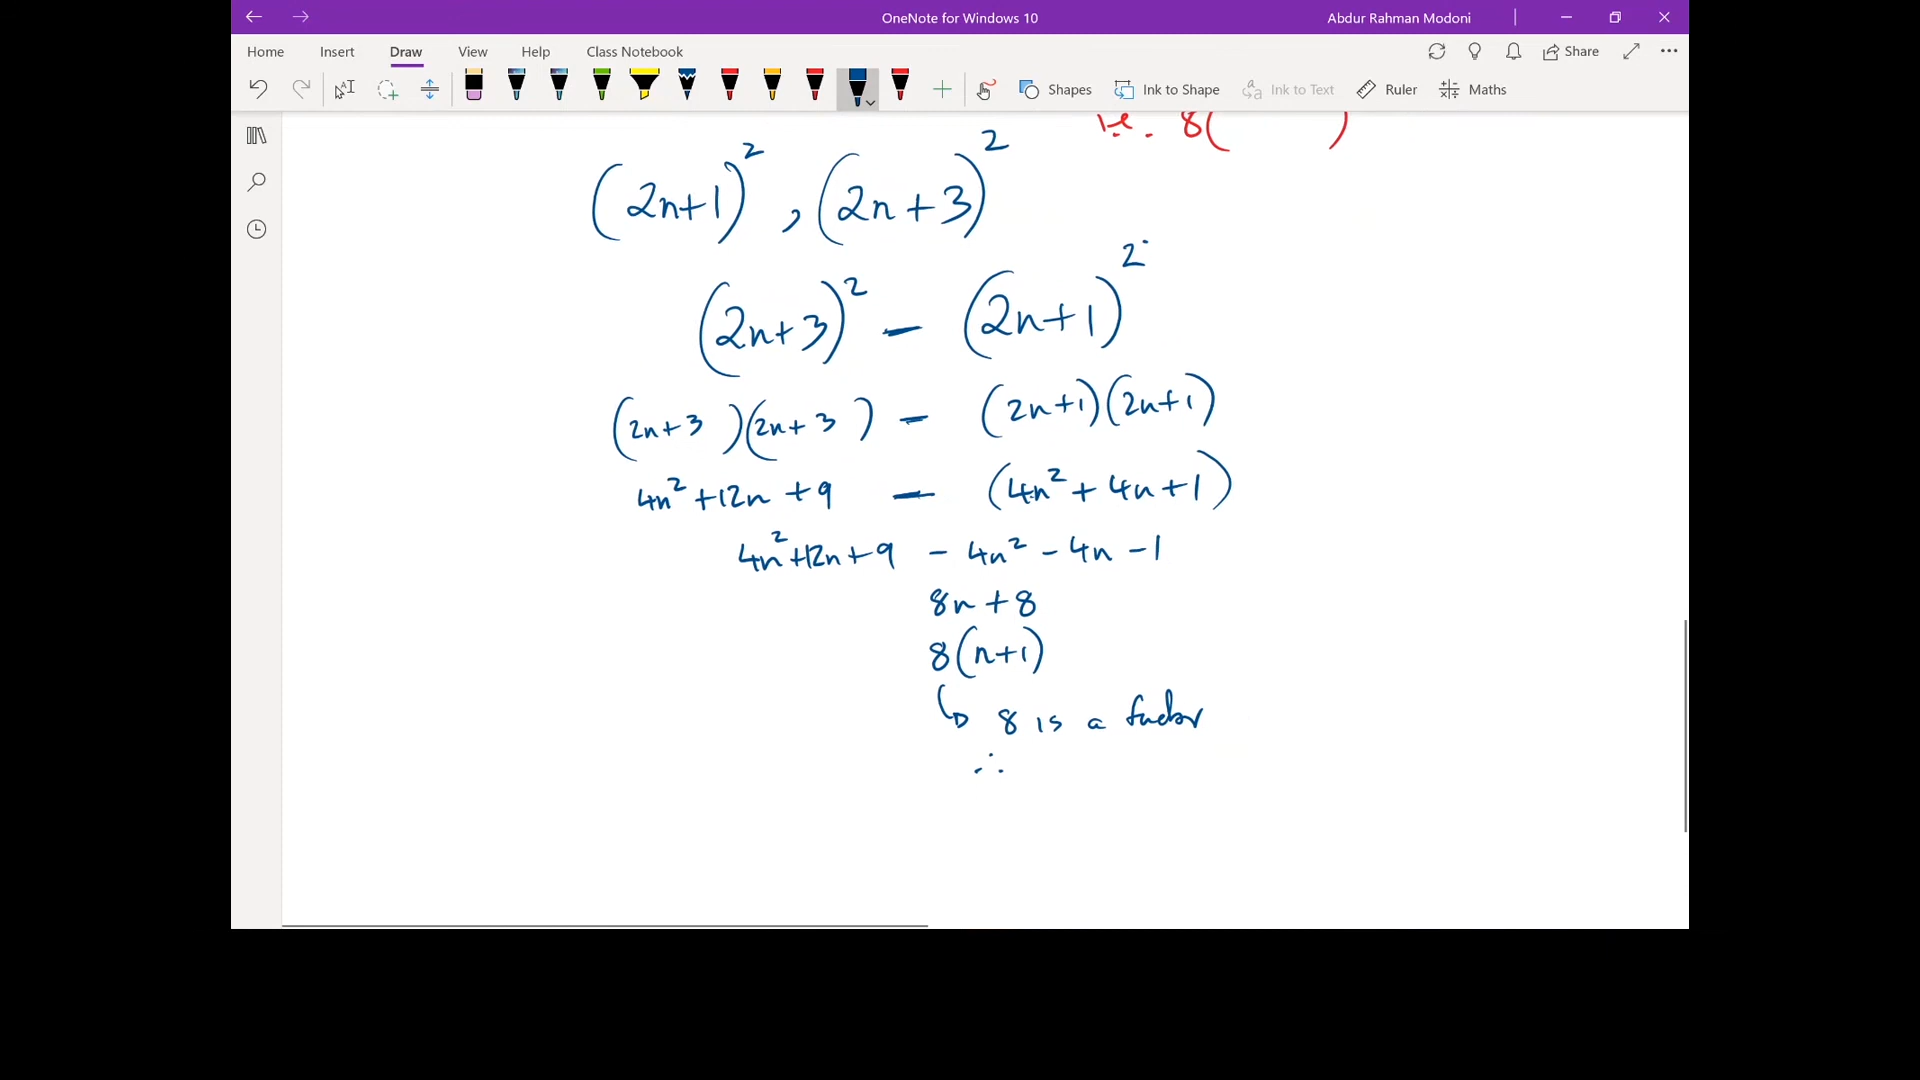 OneNote for Windows 10
Abdur Rahman Modoni
Home Insert Draw View Help Class Notebook
Share
Shapes Ink to Shape Ink to Text Ruler Maths
i.e. 8( )
(2n+1)², (2n+3)²
(2n+3)² - (2n+1)²
(2n+3)(2n+3) - (2n+1)(2n+1)
4n²+12n+9 - (4n²+4n+1)
4n²+12n+9 - 4n² - 4n - 1
8n+8
8(n+1)
↳ 8 is a factor
∴